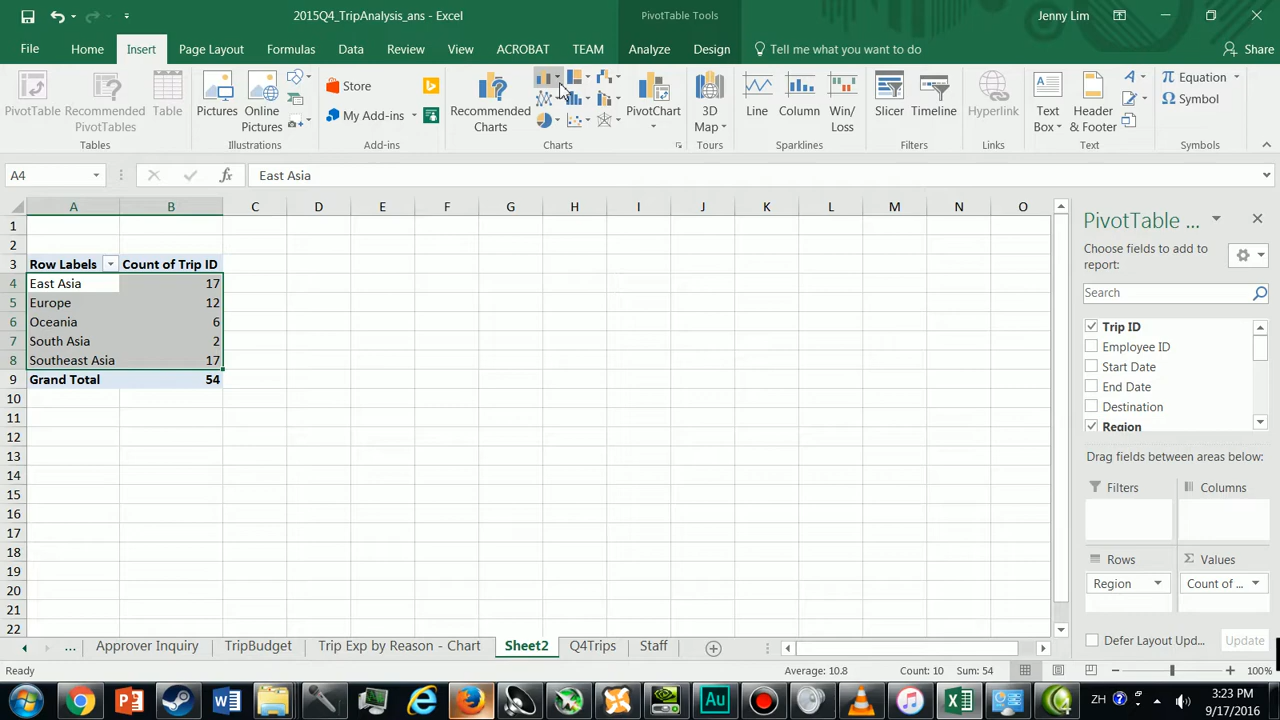 2015Q4_TripAnalysis_ans - Excel
PivotTable Tools
Jenny Lim
File
Home
Insert
Page Layout
Formulas
Data
Review
View
ACROBAT
TEAM
Analyze
Design
Tell me what you want to do
Share
PivotTable
Recommended PivotTables
Table
Pictures
Online Pictures
Store
My Add-ins
Recommended Charts
PivotChart
3D Map
Line
Column
Win/Loss
Slicer
Timeline
Hyperlink
Text Box
Header & Footer
Equation
Symbol
Tables
Illustrations
Add-ins
Charts
Tours
Sparklines
Filters
Links
Text
Symbols
A4
fx
East Asia
A B C D E F G H I J K L M N O
1
2
3 Row Labels Count of Trip ID
4 East Asia 17
5 Europe 12
6 Oceania 6
7 South Asia 2
8 Southeast Asia 17
9 Grand Total 54
10
11
12
13
14
15
16
17
18
19
20
21
22
PivotTable ...
Choose fields to add to
report:
Search
Trip ID
Employee ID
Start Date
End Date
Destination
Region
Drag fields between areas below:
Filters
Columns
Rows
Values
Region
Count of ...
Defer Layout Upd...
Update
...
Approver Inquiry
TripBudget
Trip Exp by Reason - Chart
Sheet2
Q4Trips
Staff
Ready
Average: 10.8
Count: 10
Sum: 54
100%
ZH
3:23 PM
9/17/2016